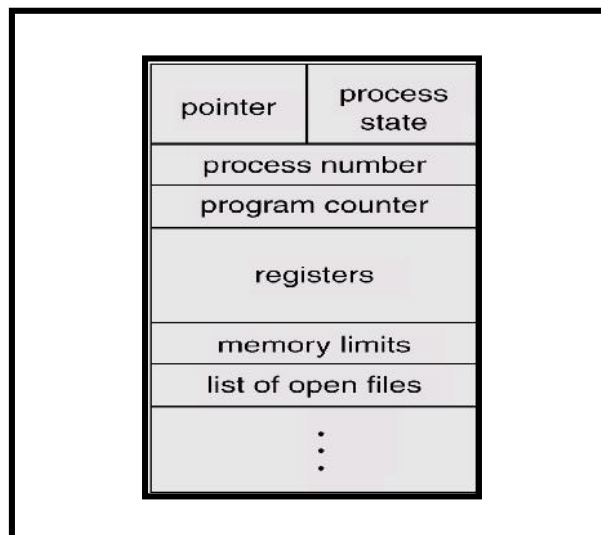 pointer
process
state
process number
program counter
registers
memory limits
list of open files